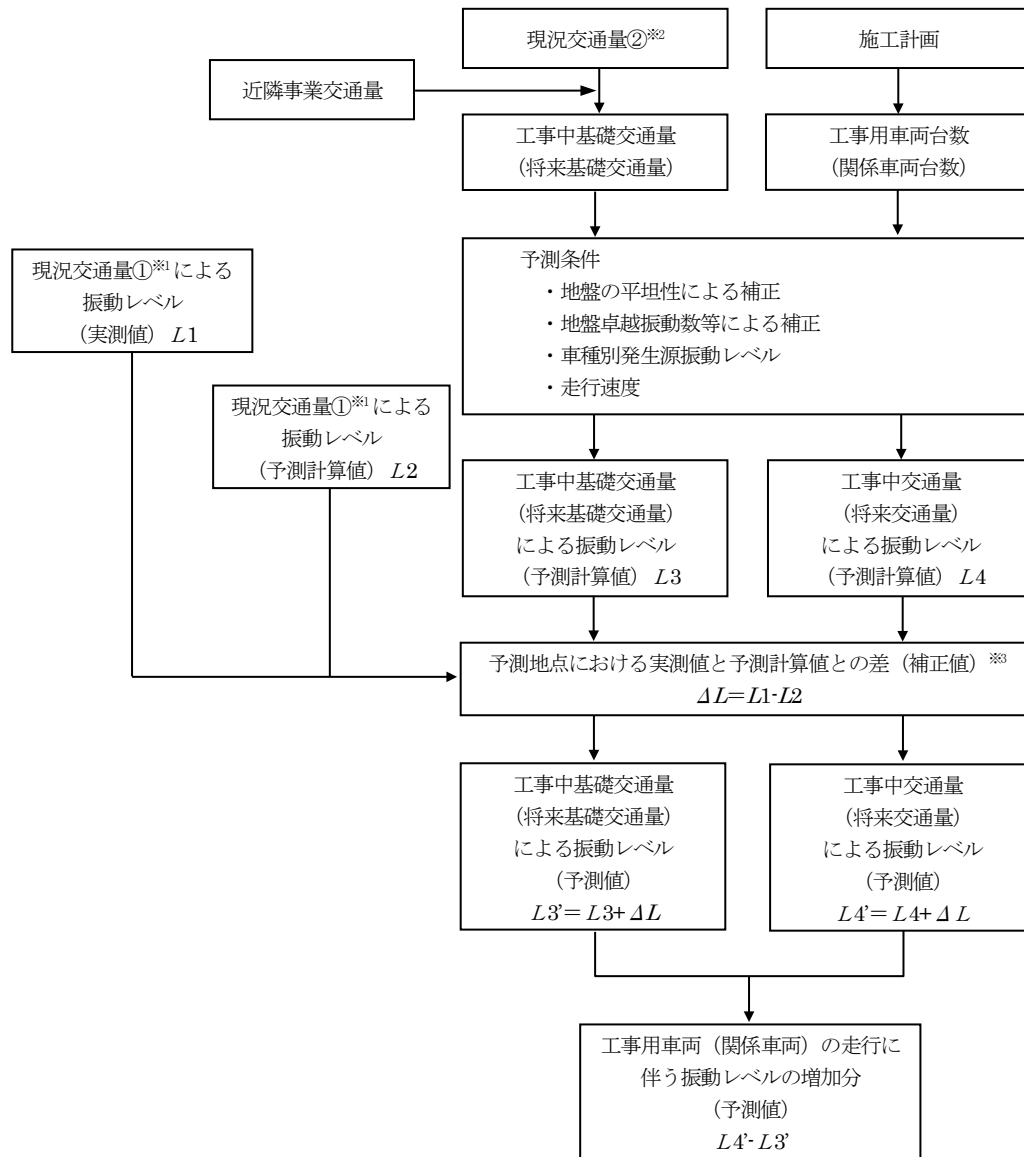 現況交通量②※2
施工計画
近隣事業交通量
工事中基礎交通量
(将来基礎交通量)
工事用車両台数
(関係車両台数)
予測条件
・地盤の平坦性による補正
・地盤卓越振動数等による補正
・車種別発生源振動レベル
・走行速度
現況交通量①※1による
振動レベル
(実測値) L1
現況交通量①※1による
振動レベル
(予測計算値) L2
工事中基礎交通量
(将来基礎交通量)
による振動レベル
(予測計算値) L3
工事中交通量
(将来交通量)
による振動レベル
(予測計算値) L4
予測地点における実測値と予測計算値との差（補正値）※3
ΔL=L1-L2
工事中基礎交通量
(将来基礎交通量)
による振動レベル
(予測値)
L3'=L3+ΔL
工事中交通量
(将来交通量)
による振動レベル
(予測値)
L4'=L4+ΔL
工事用車両（関係車両）の走行に
伴う振動レベルの増加分
(予測値)
L4'-L3'